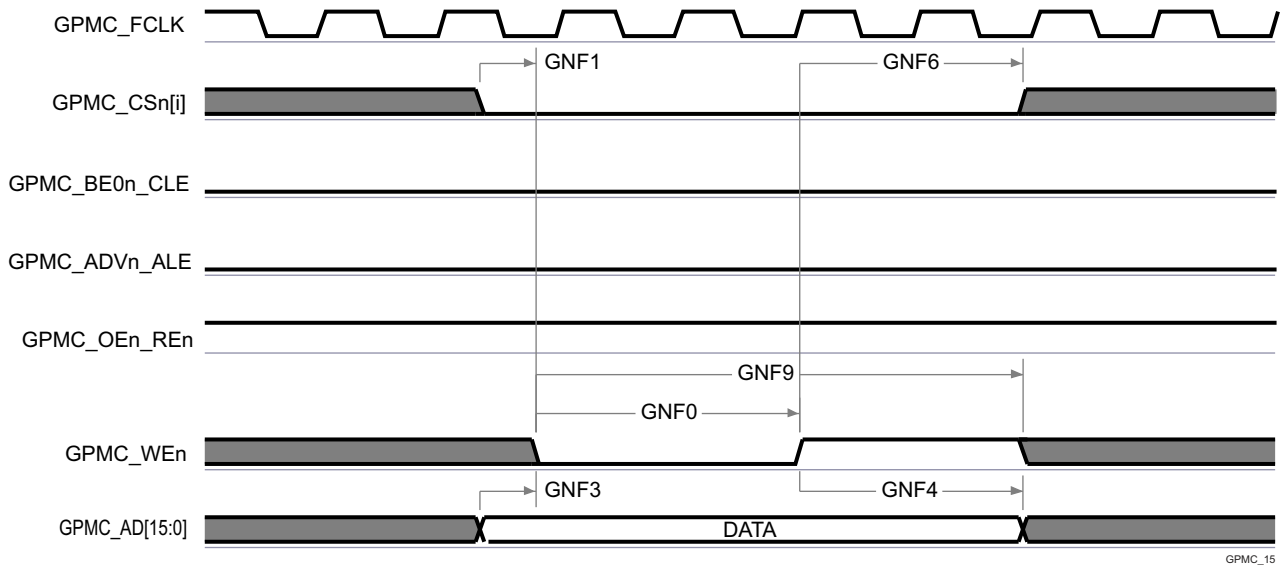 GPMC_FCLK
GNF1
GNF6
GPMC_CSn[i]
GPMC_BE0n_CLE
GPMC_ADVn_ALE
GPMC_OEn_REn
GNF9
GNF0
GPMC_WEn
GNF3
GNF4
GPMC_AD[15:0]
DATA
GPMC_15